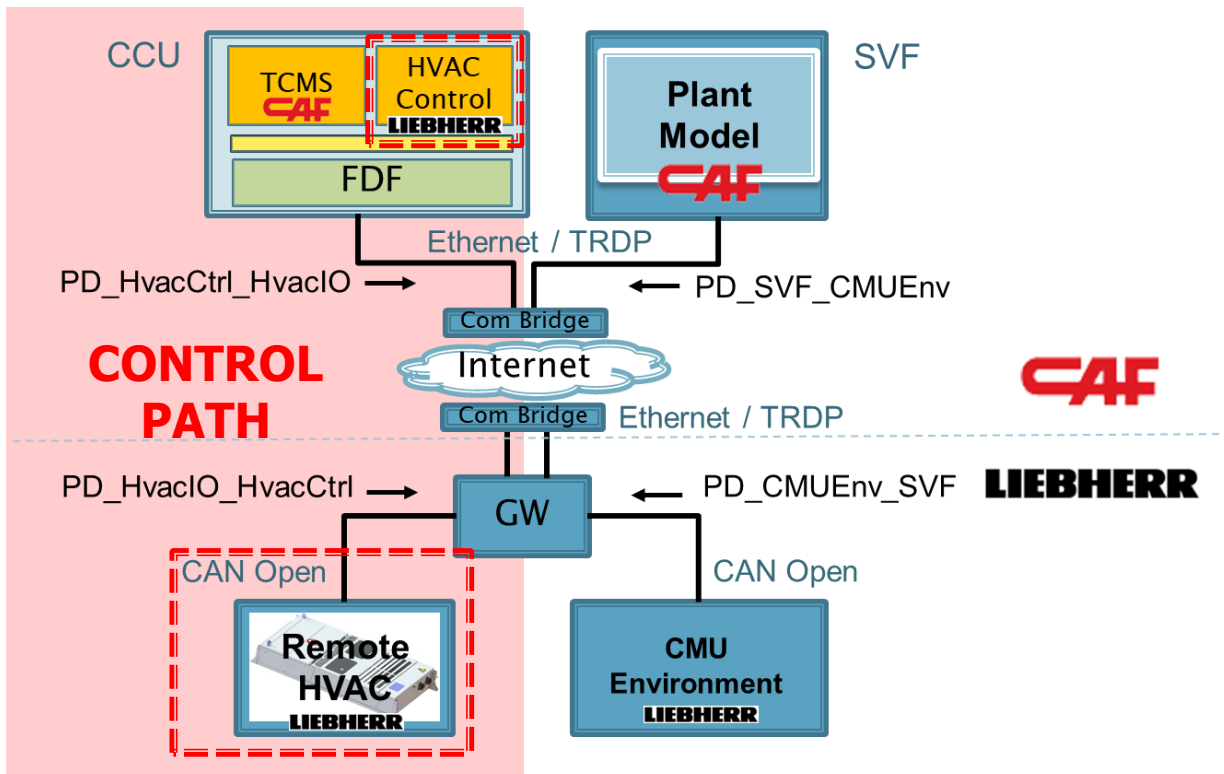 CCU
TCMS
CAF
HVAC
Control
LIEBHERR
FDF
SVF
Plant
Model
CAF
Ethernet / TRDP
PD_HvacCtrl_HvacIO
PD_SVF_CMUEnv
Com Bridge
Internet
CONTROL
PATH
CAF
Com Bridge
Ethernet / TRDP
PD_HvacIO_HvacCtrl
PD_CMUEnv_SVF
LIEBHERR
GW
CAN Open
CAN Open
Remote
HVAC
LIEBHERR
CMU
Environment
LIEBHERR